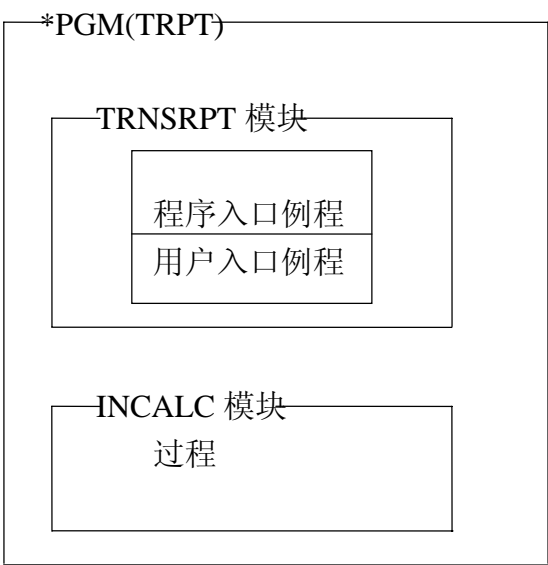 *PGM(TRPT)
TRNSRPT 模块
程序入口例程
用户入口例程
INCALC 模块
过程